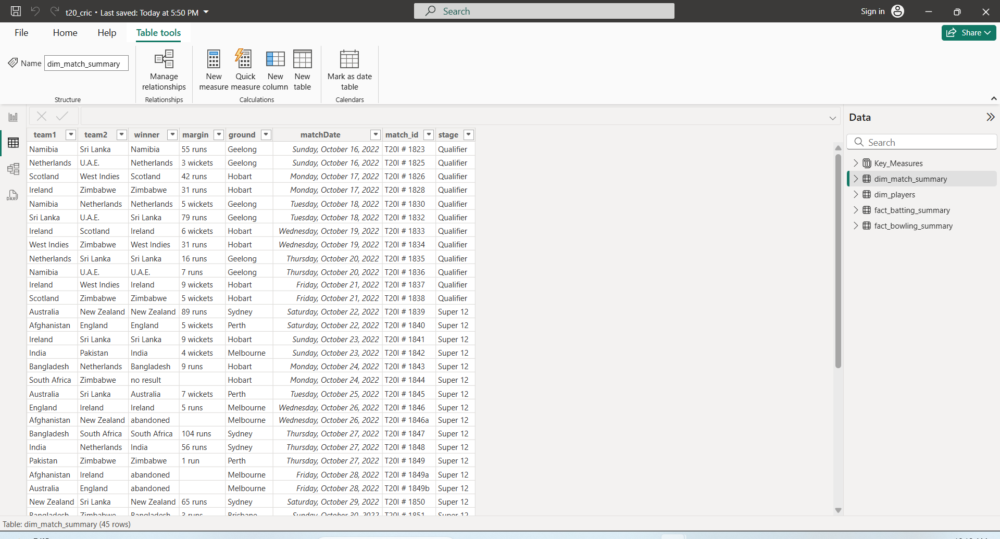 t20_cric • Last saved: Today at 5:50 PM
Search
Sign in
File Home Help Table tools
Share
Name dim_match_summary
Manage relationships
New measure
Quick measure
New column
New table
Mark as date table
Structure Relationships Calculations Calendars
team1 team2 winner margin ground matchDate match_id stage
Namibia Sri Lanka Namibia 55 runs Geelong Sunday, October 16, 2022 T20I # 1823 Qualifier
Netherlands U.A.E. Netherlands 3 wickets Geelong Sunday, October 16, 2022 T20I # 1825 Qualifier
Scotland West Indies Scotland 42 runs Hobart Monday, October 17, 2022 T20I # 1826 Qualifier
Ireland Zimbabwe Zimbabwe 31 runs Hobart Monday, October 17, 2022 T20I # 1828 Qualifier
Namibia Netherlands Netherlands 5 wickets Geelong Tuesday, October 18, 2022 T20I # 1830 Qualifier
Sri Lanka U.A.E. Sri Lanka 79 runs Geelong Tuesday, October 18, 2022 T20I # 1832 Qualifier
Ireland Scotland Ireland 6 wickets Hobart Wednesday, October 19, 2022 T20I # 1833 Qualifier
West Indies Zimbabwe West Indies 31 runs Hobart Wednesday, October 19, 2022 T20I # 1834 Qualifier
Netherlands Sri Lanka Sri Lanka 16 runs Geelong Thursday, October 20, 2022 T20I # 1835 Qualifier
Namibia U.A.E. U.A.E. 7 runs Geelong Thursday, October 20, 2022 T20I # 1836 Qualifier
Ireland West Indies Ireland 9 wickets Hobart Friday, October 21, 2022 T20I # 1837 Qualifier
Scotland Zimbabwe Zimbabwe 5 wickets Hobart Friday, October 21, 2022 T20I # 1838 Qualifier
Australia New Zealand New Zealand 89 runs Sydney Saturday, October 22, 2022 T20I # 1839 Super 12
Afghanistan England England 5 wickets Perth Saturday, October 22, 2022 T20I # 1840 Super 12
Ireland Sri Lanka Sri Lanka 9 wickets Hobart Sunday, October 23, 2022 T20I # 1841 Super 12
India Pakistan India 4 wickets Melbourne Sunday, October 23, 2022 T20I # 1842 Super 12
Bangladesh Netherlands Bangladesh 9 runs Hobart Monday, October 24, 2022 T20I # 1843 Super 12
South Africa Zimbabwe no result Hobart Monday, October 24, 2022 T20I # 1844 Super 12
Australia Sri Lanka Australia 7 wickets Perth Tuesday, October 25, 2022 T20I # 1845 Super 12
England Ireland Ireland 5 runs Melbourne Wednesday, October 26, 2022 T20I # 1846 Super 12
Afghanistan New Zealand abandoned Melbourne Wednesday, October 26, 2022 T20I # 1846a Super 12
Bangladesh South Africa South Africa 104 runs Sydney Thursday, October 27, 2022 T20I # 1847 Super 12
India Netherlands India 56 runs Sydney Thursday, October 27, 2022 T20I # 1848 Super 12
Pakistan Zimbabwe Zimbabwe 1 run Perth Thursday, October 27, 2022 T20I # 1849 Super 12
Afghanistan Ireland abandoned Melbourne Friday, October 28, 2022 T20I # 1849a Super 12
Australia England abandoned Melbourne Friday, October 28, 2022 T20I # 1849b Super 12
New Zealand Sri Lanka New Zealand 65 runs Sydney Saturday, October 29, 2022 T20I # 1850 Super 12
Bangladesh Zimbabwe Bangladesh 3 runs Brisbane Sunday, October 30, 2022 T20I # 1851 Super 12
Table: dim_match_summary (45 rows)
DAX
Data
Search
Key_Measures
dim_match_summary
dim_players
fact_batting_summary
fact_bowling_summary